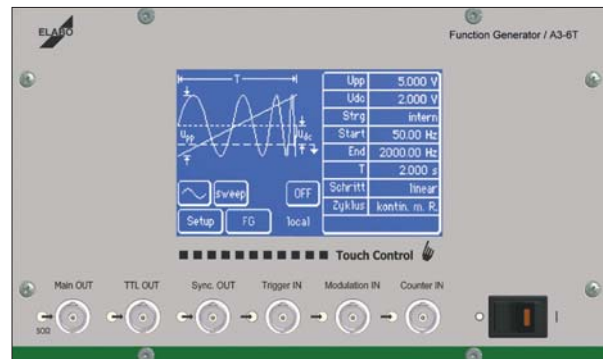 ELABO
Function Generator / A3-6T
T
Upp 5.000 V
Udc 2.000 V
Strg intern
Start 50.00 Hz
End 2000.00 Hz
T 2.000 s
Schritt linear
Zyklus kontin. m. R.
Upp
Udc
sweep
OFF
Setup
FG
local
Touch Control
Main OUT
TTL OUT
Sync. OUT
Trigger IN
Modulation IN
Counter IN
50Ω
O
I